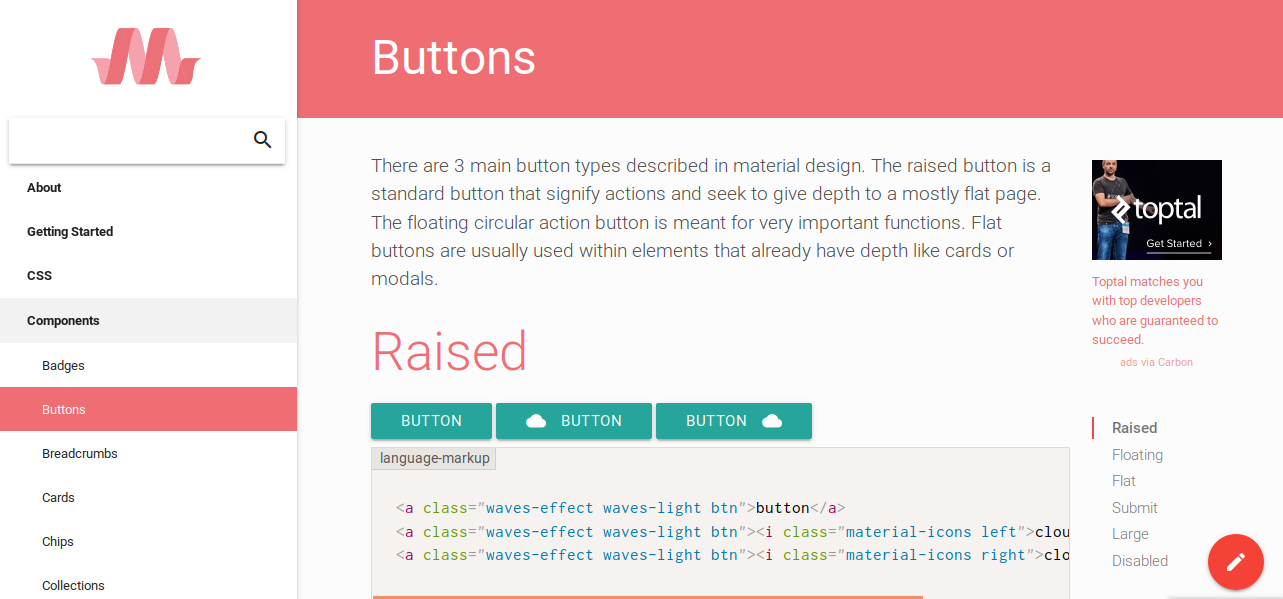 Buttons
About
Getting Started
CSS
Components
Badges
Buttons
Breadcrumbs
Cards
Chips
Collections
There are 3 main button types described in material design. The raised button is a
standard button that signify actions and seek to give depth to a mostly flat page.
The floating circular action button is meant for very important functions. Flat
buttons are usually used within elements that already have depth like cards or
modals.
Raised
BUTTON
BUTTON
BUTTON
language-markup
<a class="waves-effect waves-light btn">button</a>
<a class="waves-effect waves-light btn"><i class="material-icons left">clou
<a class="waves-effect waves-light btn"><i class="material-icons right">clo
toptal
Get Started ›
Toptal matches you
with top developers
who are guaranteed to
succeed.
ads via Carbon
Raised
Floating
Flat
Submit
Large
Disabled